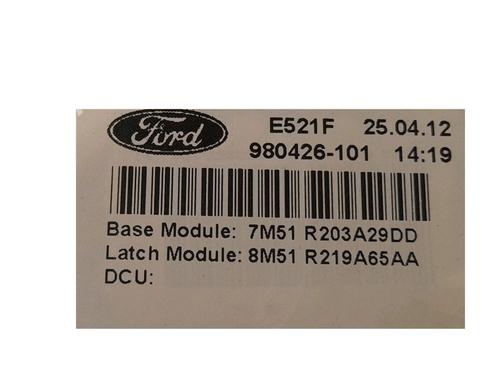 Ford E521F 25.04.12
980426-101 14:19
Base Module: 7M51 R203A29DD
Latch Module: 8M51 R219A65AA
DCU: